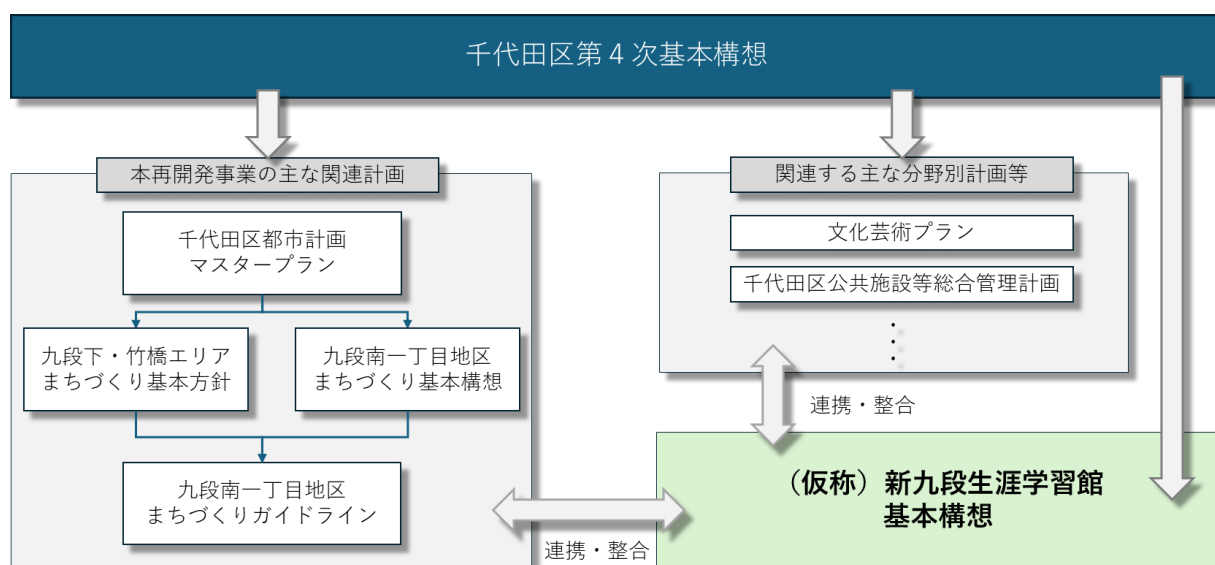 千代田区第４次基本構想
本再開発事業の主な関連計画
千代田区都市計画
マスタープラン
九段下・竹橋エリア
まちづくり基本方針
九段南一丁目地区
まちづくり基本構想
九段南一丁目地区
まちづくりガイドライン
関連する主な分野別計画等
文化芸術プラン
千代田区公共施設等総合管理計画
連携・整合
（仮称）新九段生涯学習館
基本構想
連携・整合